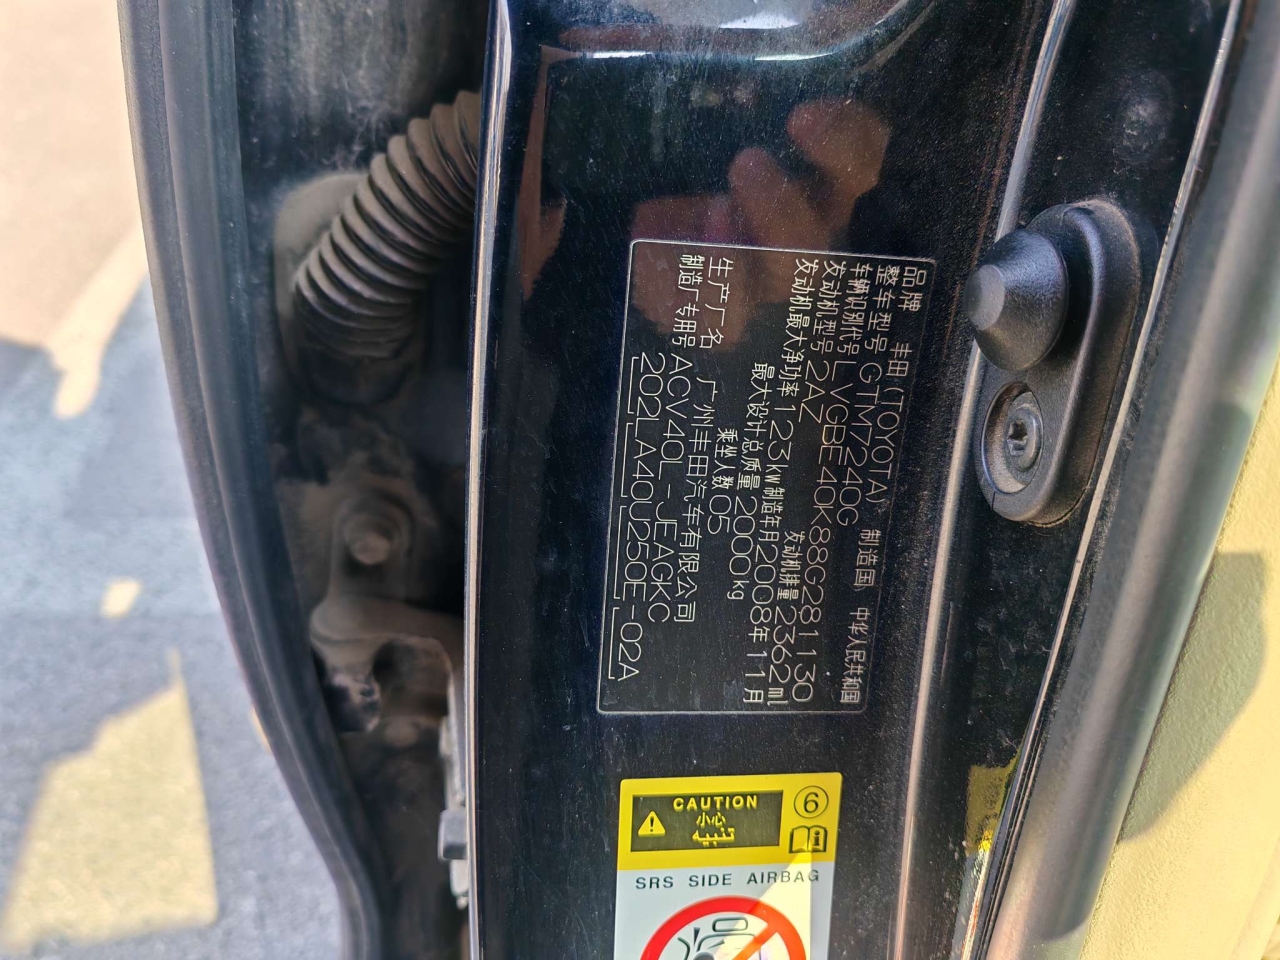 品牌 丰田(TOYOTA) 制造国 中华人民共和国
整车型号 GTM7240G
车辆识别代号 LVGBE40K88G281130
发动机型号 2AZ 发动机排量 2362ml
发动机最大净功率 123kw 制造年月 2008年11月
最大设计总质量 2000kg
乘坐人数 05
生产厂名 广州丰田汽车有限公司
制造厂专用号 ACV40L-JEAGKC
202LA40U250E-02A
CAUTION
小心
تنبيه
6
i
SRS SIDE AIRBAG